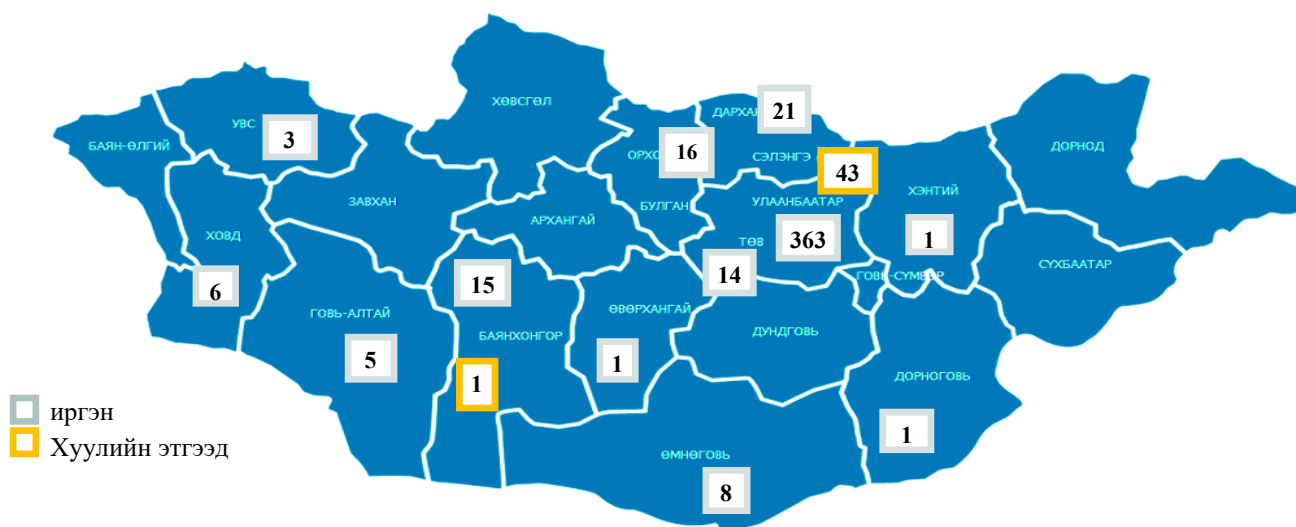 ХӨВСГӨЛ
21
ДАРХАН
УВС
3
БАЯН-ӨЛГИЙ
16
ОРХО
СЭЛЭНГЭ
43
ДОРНОД
ХЭНТИЙ
ЗАВХАН
БУЛГАН
УЛААНБААТАР
АРХАНГАЙ
ХОВД
ТӨВ
363
1
СҮХБААТАР
14
ГОВЬ-СҮМБЭР
6
15
ӨВӨРХАНГАЙ
ГОВЬ-АЛТАЙ
БАЯНХОНГОР
ДУНДГОВЬ
5
1
1
ДОРНОГОВЬ
иргэн
1
Хуулийн этгээд
ӨМНӨГОВЬ
8